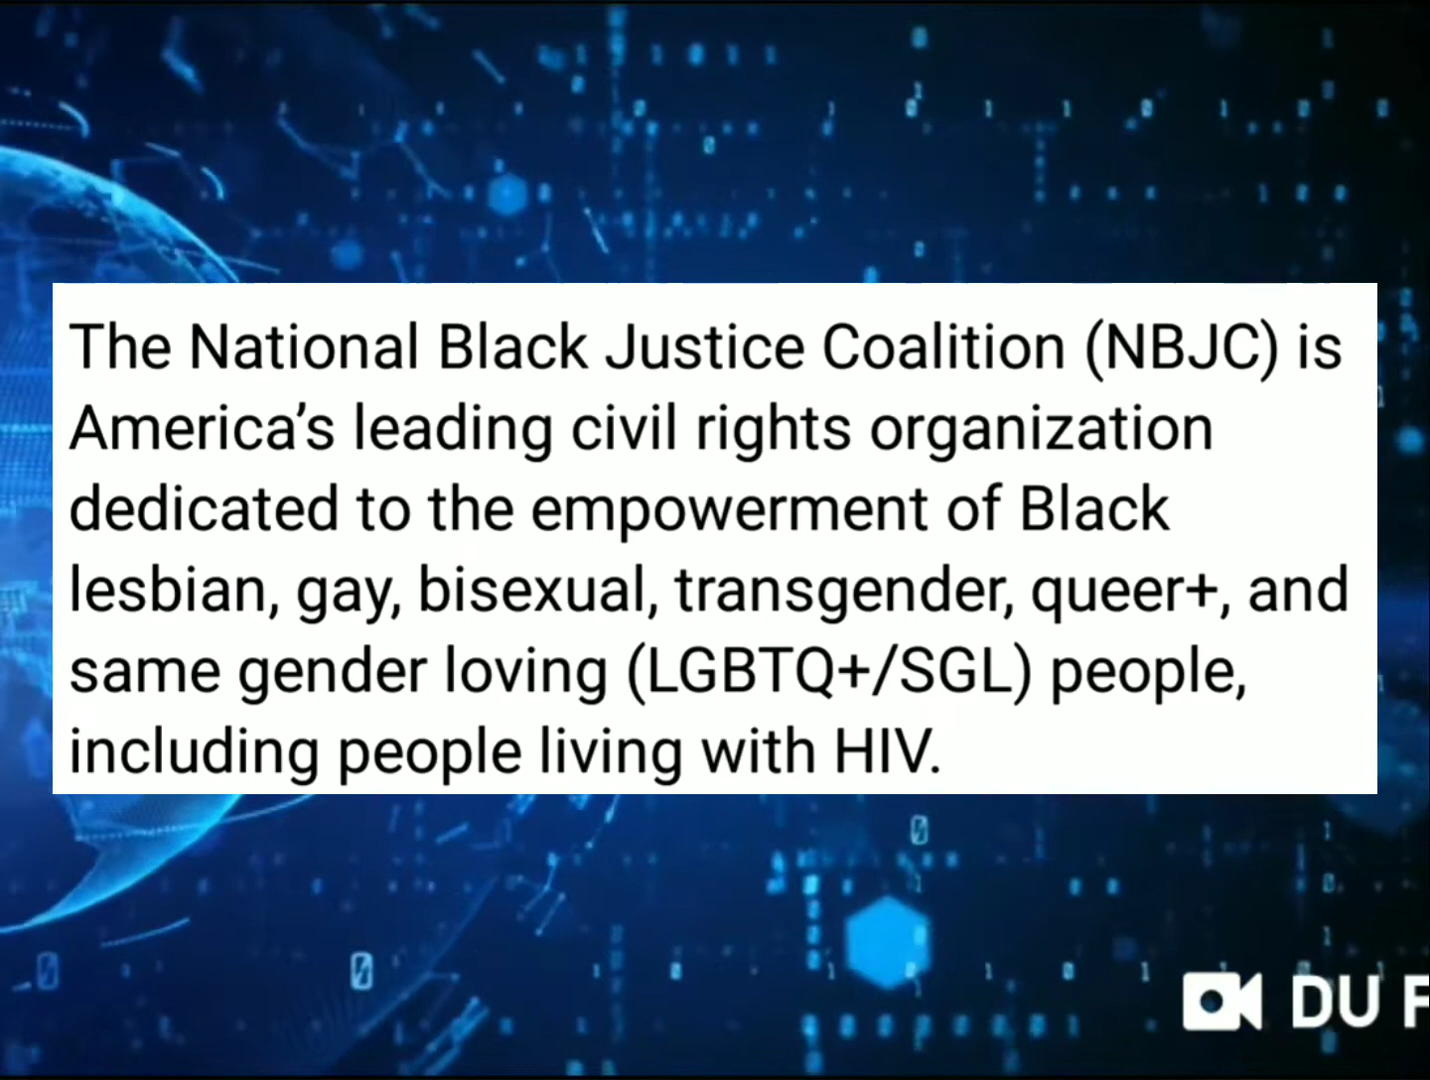 The National Black Justice Coalition (NBJC) is
America’s leading civil rights organization
dedicated to the empowerment of Black
lesbian, gay, bisexual, transgender, queer+, and
same gender loving (LGBTQ+/SGL) people,
including people living with HIV.
DU F